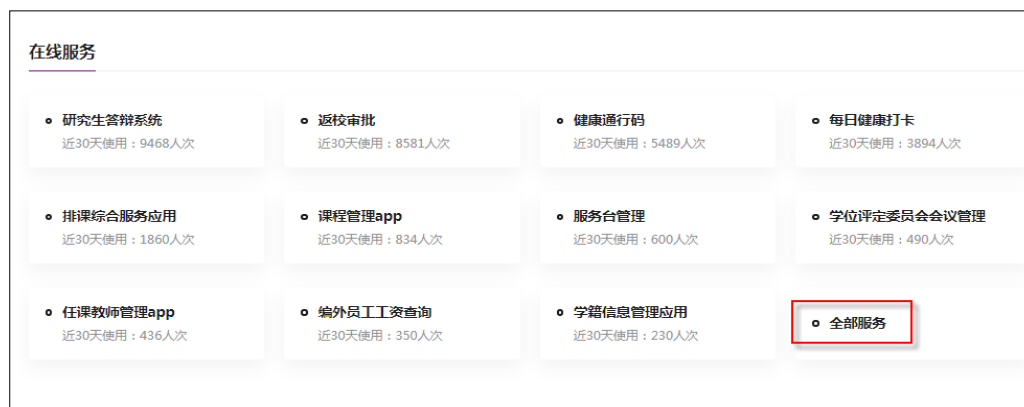 在线服务
研究生答辩系统
近30天使用：9468人次
返校审批
近30天使用：8581人次
健康通行码
近30天使用：5489人次
每日健康打卡
近30天使用：3894人次
排课综合服务应用
近30天使用：1860人次
课程管理app
近30天使用：834人次
服务台管理
近30天使用：600人次
学位评定委员会会议管理
近30天使用：490人次
任课教师管理app
近30天使用：436人次
编外员工工资查询
近30天使用：350人次
学籍信息管理应用
近30天使用：230人次
全部服务